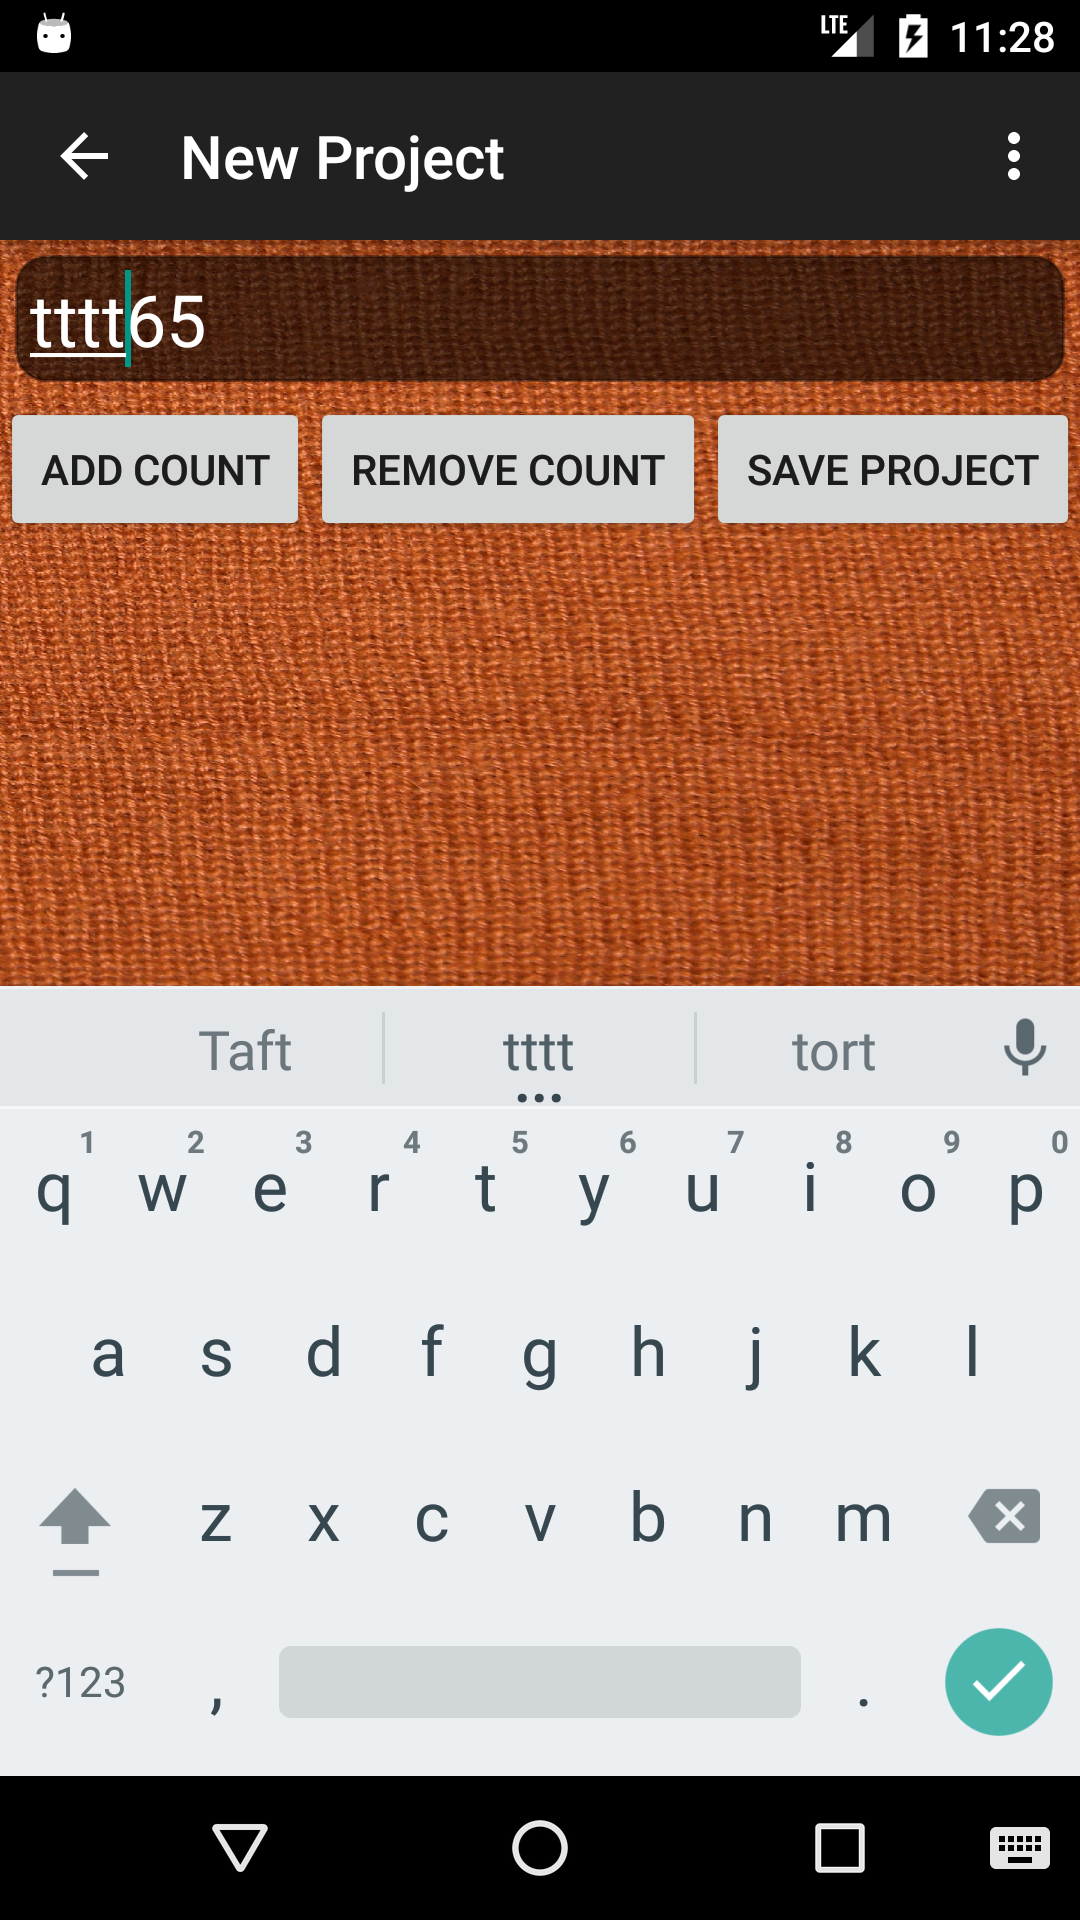 LTE 11:28
New Project
tttt65
ADD COUNT REMOVE COUNT SAVE PROJECT
Taft tttt tort
1 2 3 4 5 6 7 8 9 0
q w e r t y u i o p
a s d f g h j k l
z x c v b n m
?123 , .